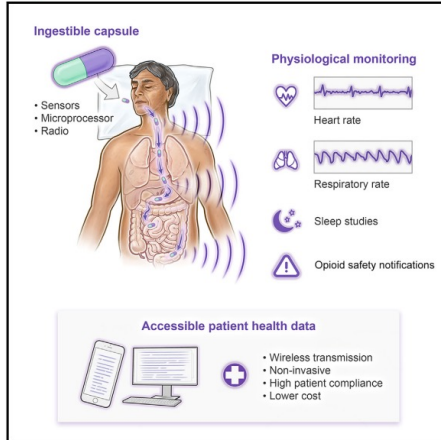 Ingestible capsule
• Sensors
• Microprocessor
• Radio
Physiological monitoring
Heart rate
Respiratory rate
Sleep studies
Opioid safety notifications
Accessible patient health data
• Wireless transmission
• Non-invasive
• High patient compliance
• Lower cost